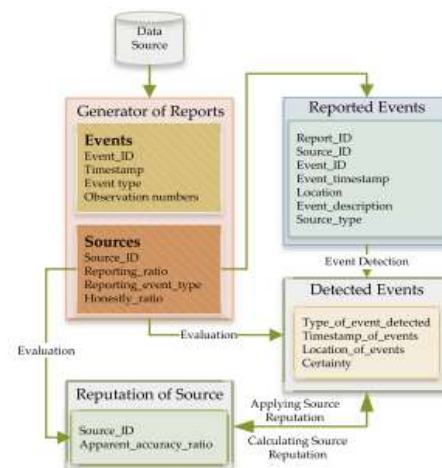 Data
Source
Generator of Reports
Events
Event_ID
Timestamp
Event type
Observation numbers
Sources
Source_ID
Reporting_ratio
Reporting_event_type
Honestly_ratio
Reported Events
Report_ID
Source_ID
Event_ID
Event_timestamp
Location
Event_description
Source_type
Event Detection
Detected Events
Type_of_event_detected
Timestamp_of_events
Location_of_events
Certainty
Evaluation
Evaluation
Reputation of Source
Source_ID
Apparent_accuracy_ratio
Applying Source
Reputation
Calculating Source
Reputation